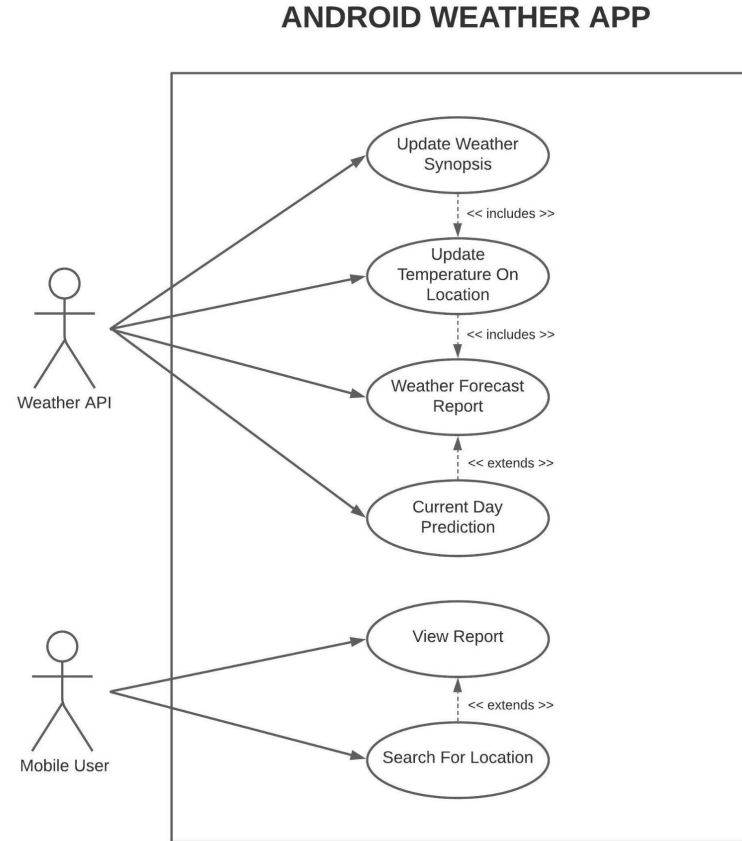 ANDROID WEATHER APP
Update Weather
Synopsis
<< includes >>
Update
Temperature On
Location
<< includes >>
Weather Forecast
Report
Weather API
<< extends >>
Current Day
Prediction
View Report
<< extends >>
Search For Location
Mobile User